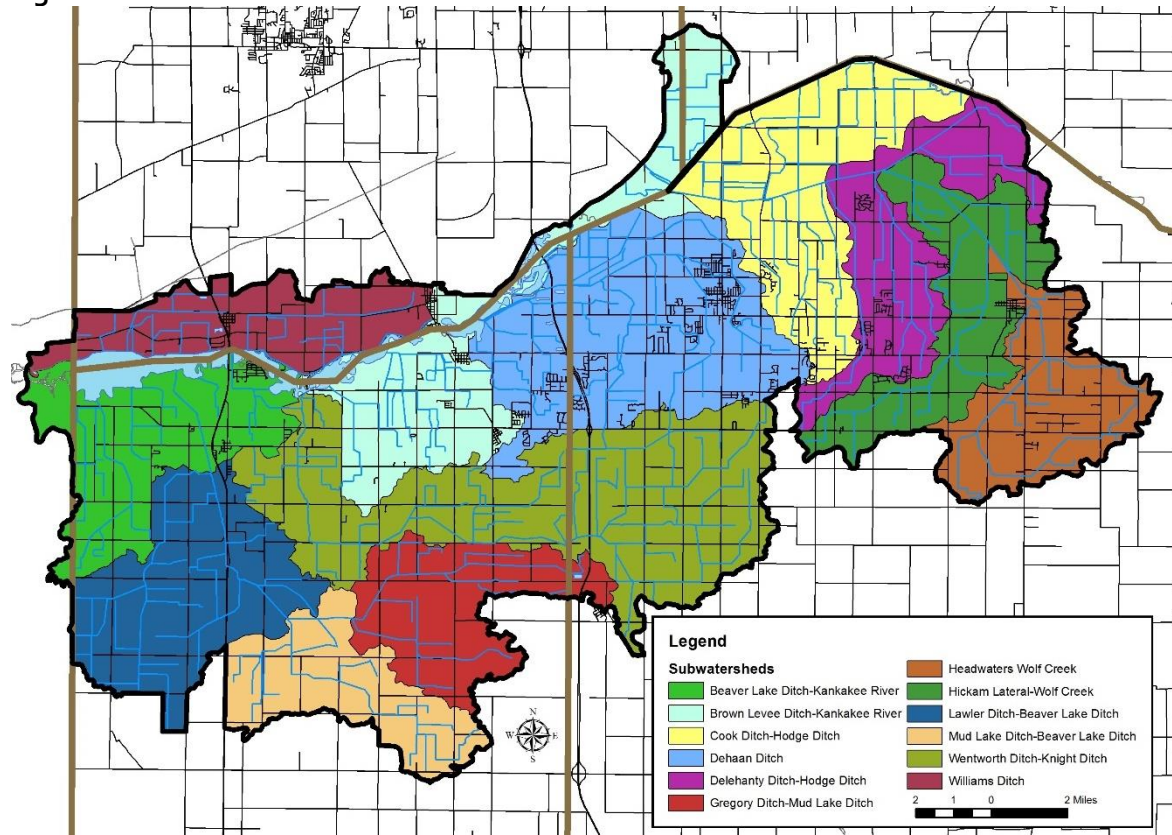 N
W E
S
Legend
Subwatersheds
Beaver Lake Ditch-Kankakee River
Brown Levee Ditch-Kankakee River
Cook Ditch-Hodge Ditch
Dehaan Ditch
Delehanty Ditch-Hodge Ditch
Gregory Ditch-Mud Lake Ditch
Headwaters Wolf Creek
Hickam Lateral-Wolf Creek
Lawler Ditch-Beaver Lake Ditch
Mud Lake Ditch-Beaver Lake Ditch
Wentworth Ditch-Knight Ditch
Williams Ditch
2 1 0 2 Miles